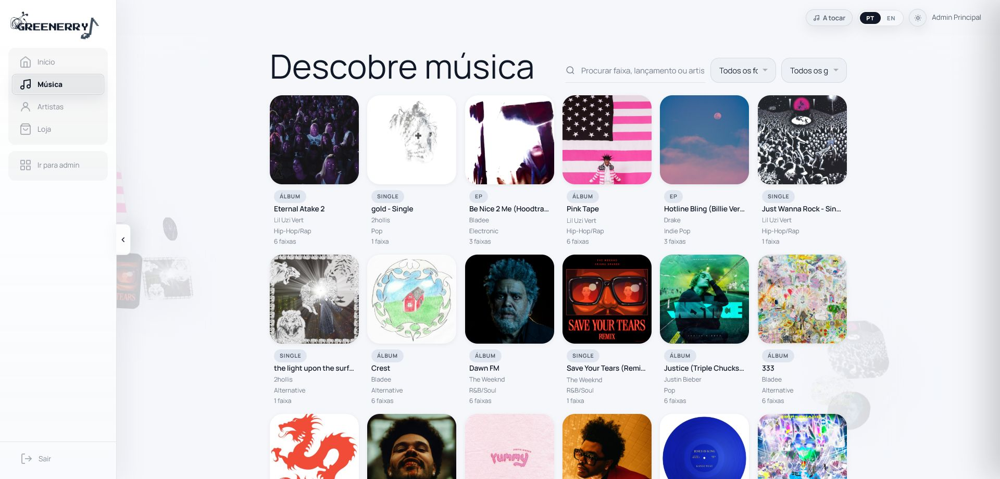 GREENERRY
A tocar
PT
EN
Admin Principal
Início
Música
Artistas
Loja
Ir para admin
Sair
Descobre música
Procurar faixa, lançamento ou artis
Todos os fo
Todos os g
ÁLBUM
Eternal Atake 2
Lil Uzi Vert
Hip-Hop/Rap
6 faixas
SINGLE
gold - Single
2hollis
Pop
1 faixa
EP
Be Nice 2 Me (Hoodtra...
Bladee
Electronic
3 faixas
ÁLBUM
Pink Tape
Lil Uzi Vert
Hip-Hop/Rap
6 faixas
EP
Hotline Bling (Billie Ver...
Drake
Indie Pop
3 faixas
SINGLE
Just Wanna Rock - Sin...
Lil Uzi Vert
Hip-Hop/Rap
1 faixa
THE WEEKND
ARIANA GRANDE
SAVE YOUR TEARS
REMIX
JUSTICE
JUSTIN BIEBER
TEARS
SINGLE
the light upon the surf...
2hollis
Alternative
1 faixa
ÁLBUM
Crest
Bladee
Alternative
6 faixas
ÁLBUM
Dawn FM
The Weeknd
R&B/Soul
6 faixas
SINGLE
Save Your Tears (Remi...
The Weeknd
R&B/Soul
1 faixa
ÁLBUM
Justice (Triple Chucks...
Justin Bieber
Pop
6 faixas
ÁLBUM
333
Bladee
Alternative
6 faixas
JUSTIN BIEBER
Yummy
JESUS IS KING
KANYE WEST